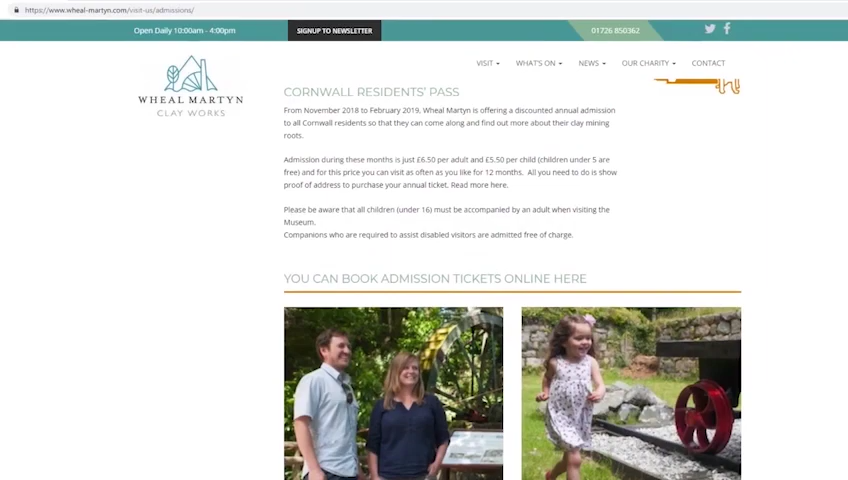 https://www.wheal-martyn.com/visit-us/admissions/
Open Daily 10:00am - 4:00pm
SIGNUP TO NEWSLETTER
01726 850362
WHEAL MARTYN
CLAY WORKS
VISIT
WHAT'S ON
NEWS
OUR CHARITY
CONTACT
CORNWALL RESIDENTS' PASS
From November 2018 to February 2019, Wheal Martyn is offering a discounted annual admission
to all Cornwall residents so that they can come along and find out more about their clay mining
roots.
Admission during these months is just £6.50 per adult and £5.50 per child (children under 5 are
free) and for this price you can visit as often as you like for 12 months. All you need to do is show
proof of address to purchase your annual ticket. Read more here.
Please be aware that all children (under 16) must be accompanied by an adult when visiting the
Museum.
Companions who are required to assist disabled visitors are admitted free of charge.
YOU CAN BOOK ADMISSION TICKETS ONLINE HERE